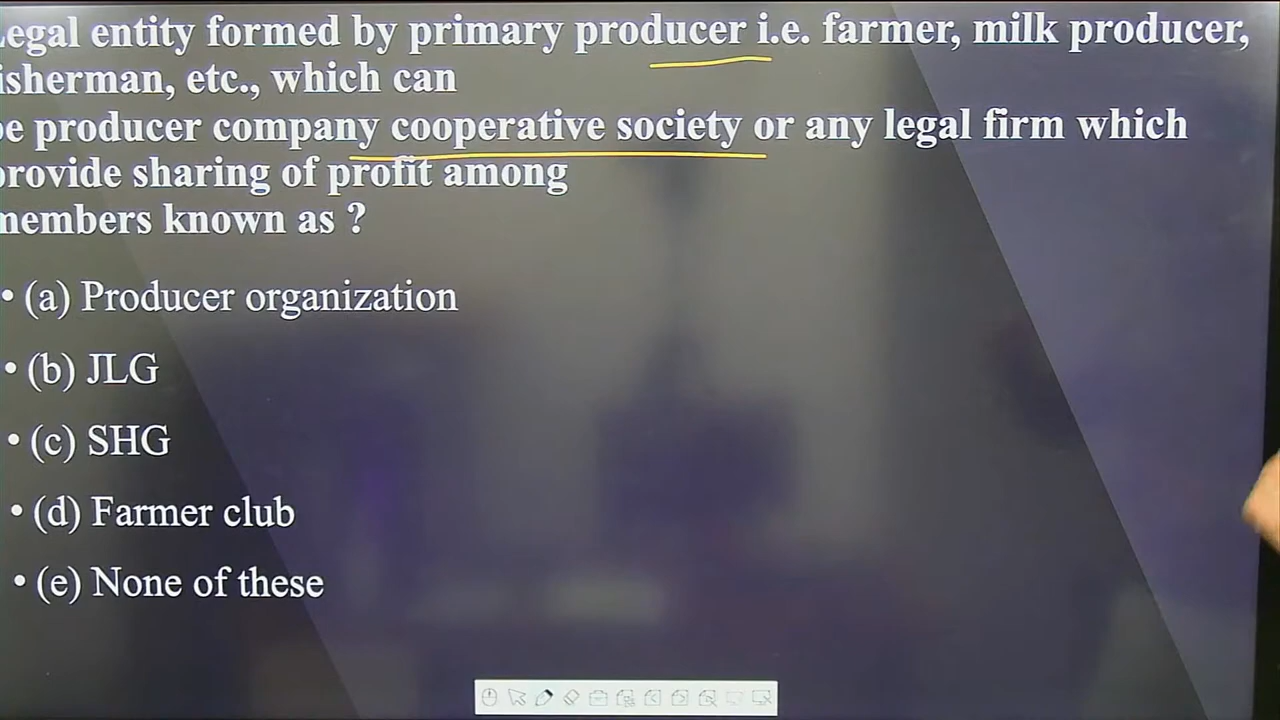 egal entity formed by primary producer i.e. farmer, milk producer,
isherman, etc., which can
e producer company cooperative society or any legal firm which
rovide sharing of profit among
members known as ?
• (a) Producer organization
• (b) JLG
• (c) SHG
• (d) Farmer club
• (e) None of these